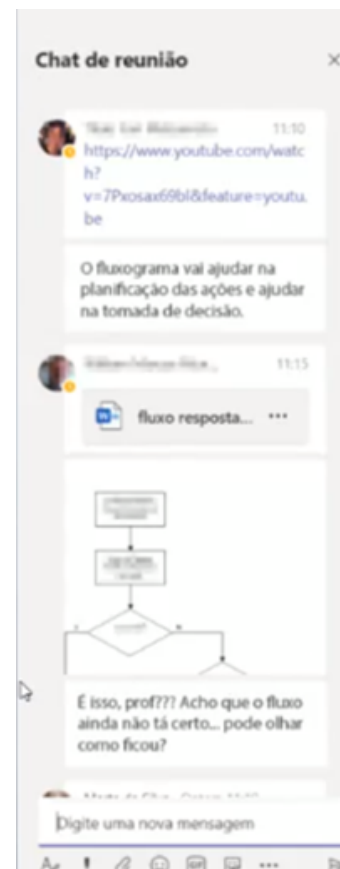 Chat de reunião
11:10
https://www.youtube.com/watc
h?
v=7Pxosax69bI&feature=youtu.
be
O fluxograma vai ajudar na
planificação das ações e ajudar
na tomada de decisão.
11:15
fluxo resposta... ...
É isso, prof??? Acho que o fluxo
ainda não tá certo... pode olhar
como ficou?
Digite uma nova mensagem